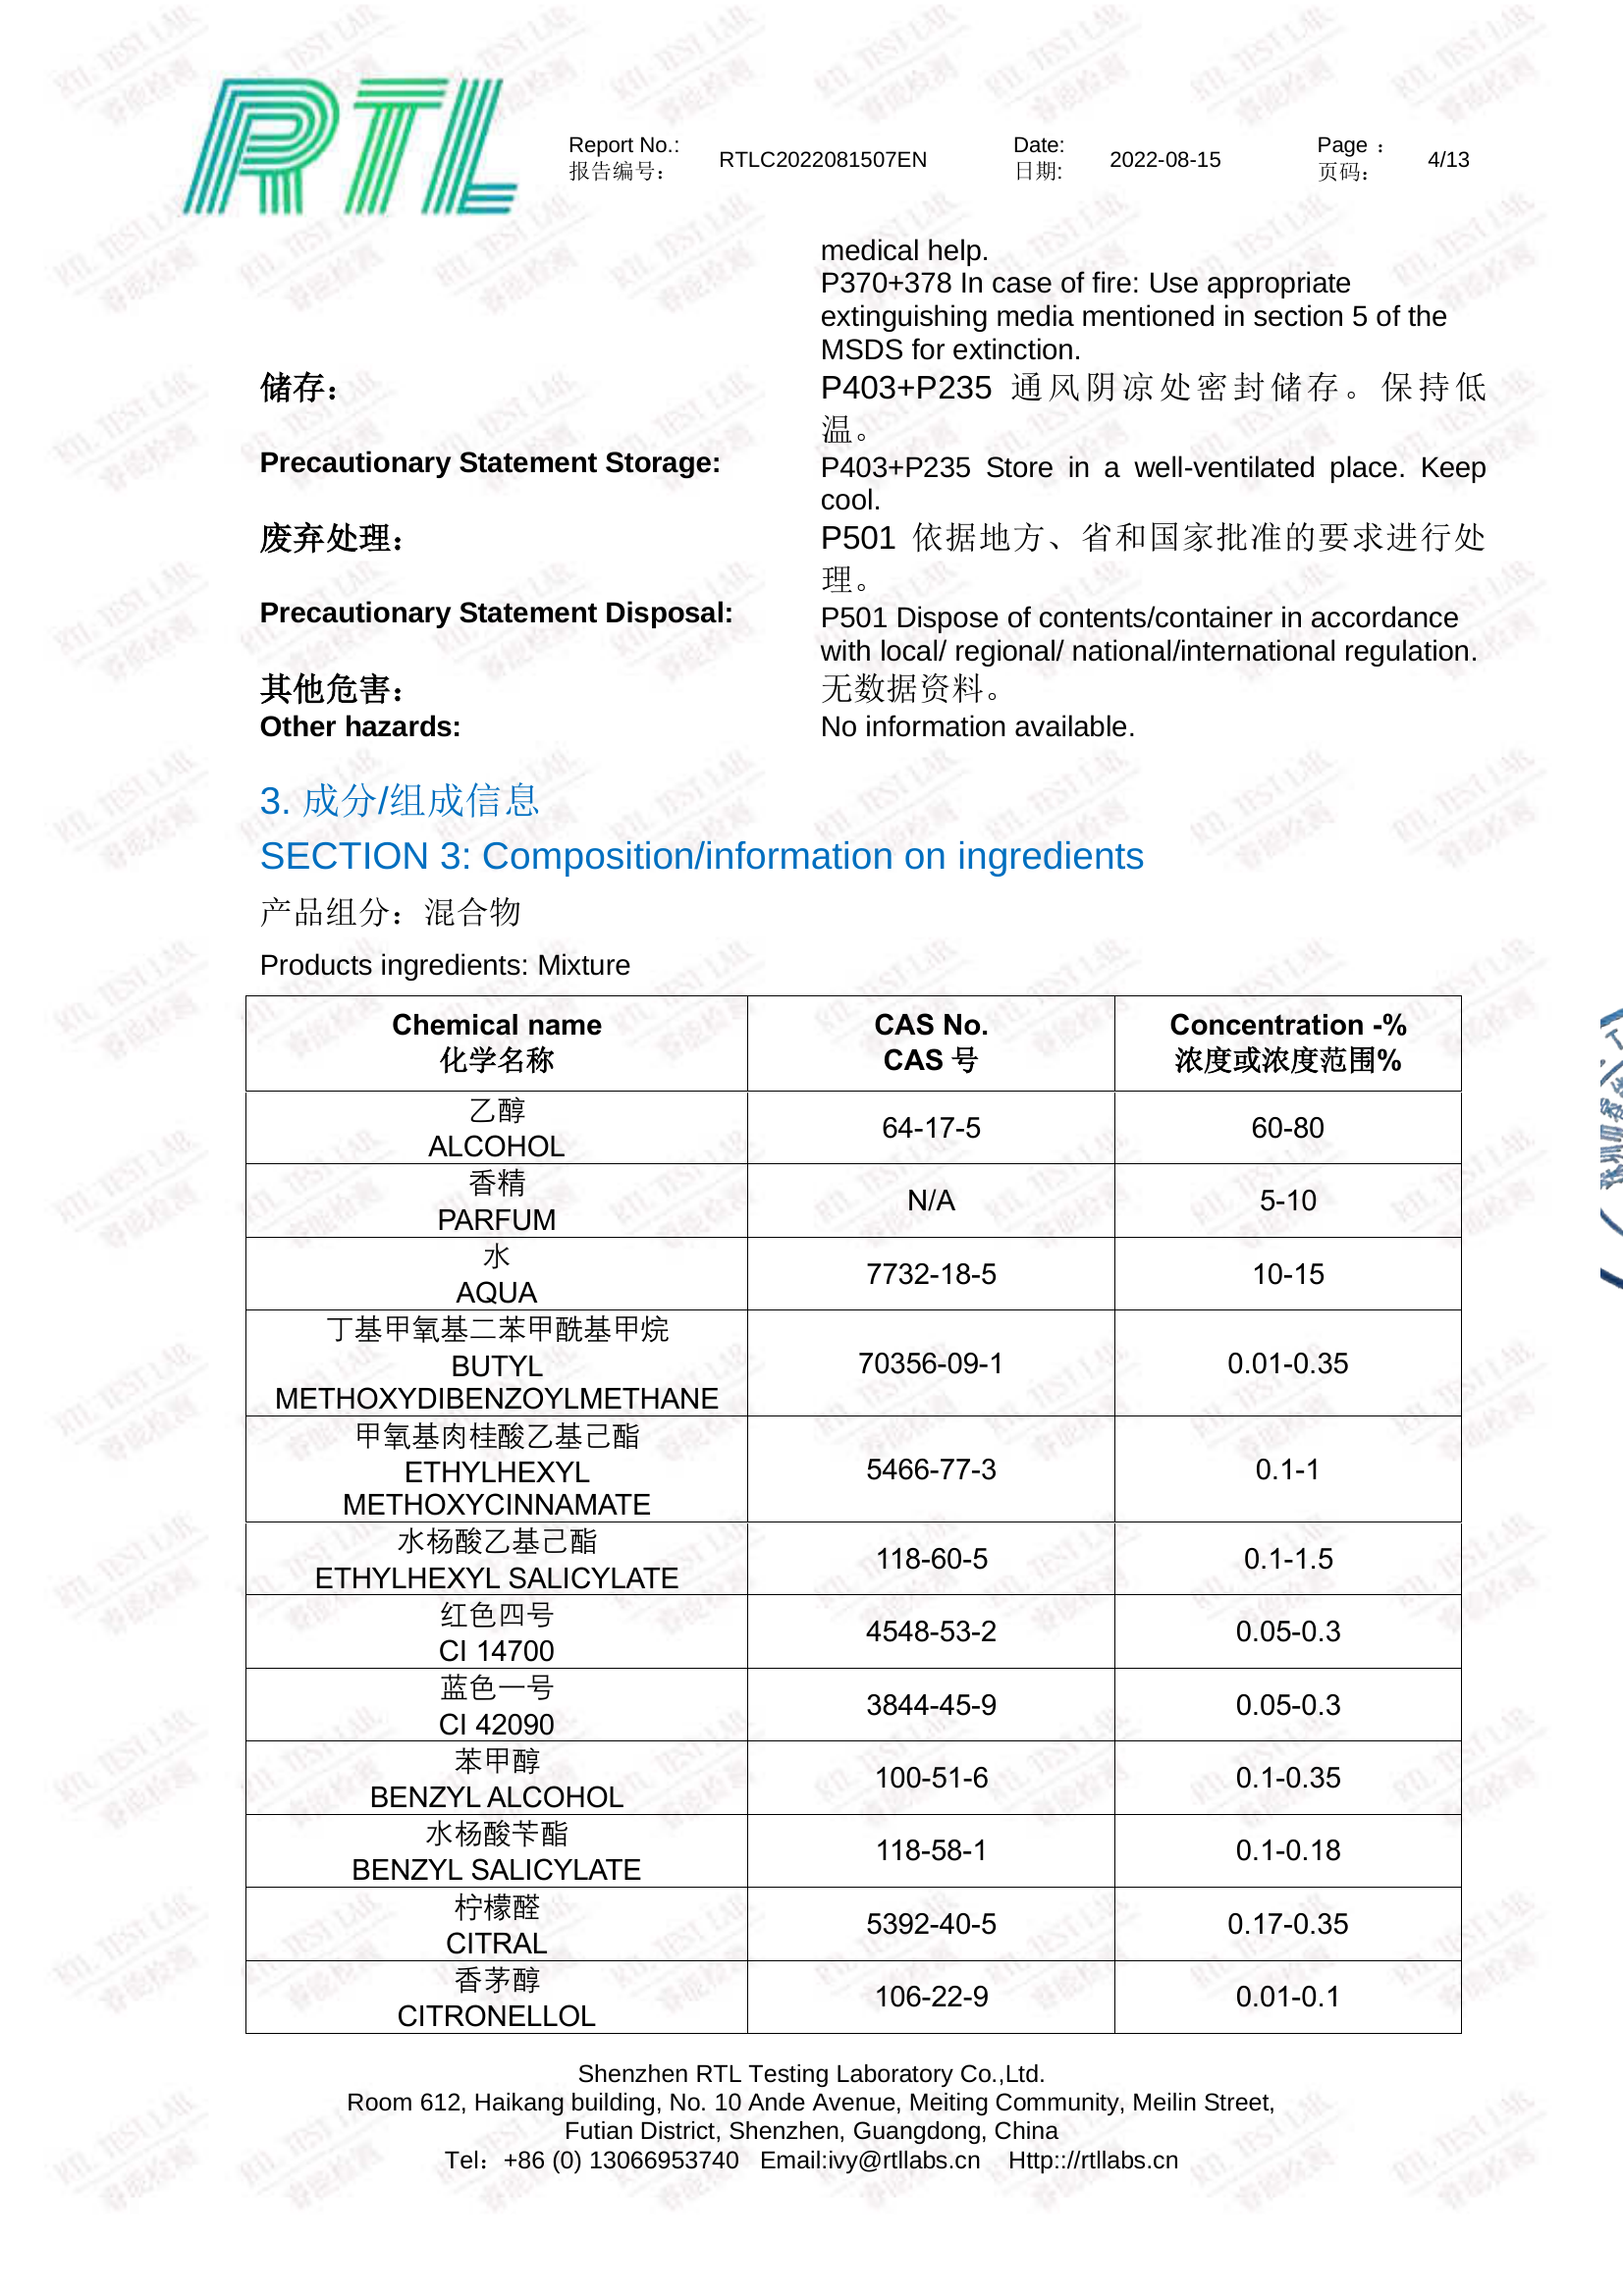 RTL
Report No.:
报告编号：
RTLC2022081507EN
Date:
日期:
2022-08-15
Page ：
页码：
4/13
medical help.
P370+378 In case of fire: Use appropriate
extinguishing media mentioned in section 5 of the
MSDS for extinction.
储存：
P403+P235 通风阴凉处密封储存。保持低
温。
Precautionary Statement Storage:
P403+P235 Store in a well-ventilated place. Keep
cool.
废弃处理：
P501 依据地方、省和国家批准的要求进行处
理。
Precautionary Statement Disposal:
P501 Dispose of contents/container in accordance
with local/ regional/ national/international regulation.
其他危害：
无数据资料。
Other hazards:
No information available.
3. 成分/组成信息
SECTION 3: Composition/information on ingredients
产品组分：混合物
Products ingredients: Mixture
Chemical name
化学名称
CAS No.
CAS 号
Concentration -%
浓度或浓度范围%
乙醇
ALCOHOL
64-17-5
60-80
香精
PARFUM
N/A
5-10
水
AQUA
7732-18-5
10-15
丁基甲氧基二苯甲酰基甲烷
BUTYL
METHOXYDIBENZOYLMETHANE
70356-09-1
0.01-0.35
甲氧基肉桂酸乙基己酯
ETHYLHEXYL
METHOXYCINNAMATE
5466-77-3
0.1-1
水杨酸乙基己酯
ETHYLHEXYL SALICYLATE
118-60-5
0.1-1.5
红色四号
CI 14700
4548-53-2
0.05-0.3
蓝色一号
CI 42090
3844-45-9
0.05-0.3
苯甲醇
BENZYL ALCOHOL
100-51-6
0.1-0.35
水杨酸苄酯
BENZYL SALICYLATE
118-58-1
0.1-0.18
柠檬醛
CITRAL
5392-40-5
0.17-0.35
香茅醇
CITRONELLOL
106-22-9
0.01-0.1
Shenzhen RTL Testing Laboratory Co.,Ltd.
Room 612, Haikang building, No. 10 Ande Avenue, Meiting Community, Meilin Street,
Futian District, Shenzhen, Guangdong, China
Tel：+86 (0) 13066953740 Email:ivy@rtllabs.cn Http:://rtllabs.cn